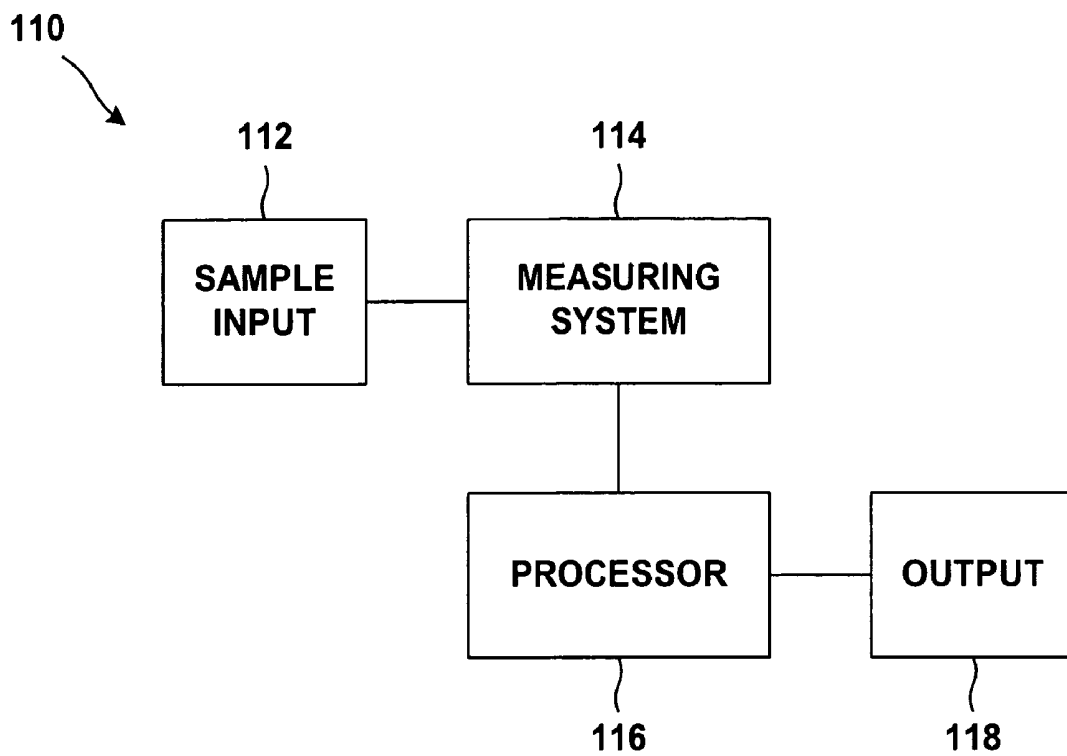 110
112
114
SAMPLE
INPUT
MEASURING
SYSTEM
PROCESSOR
OUTPUT
116
118